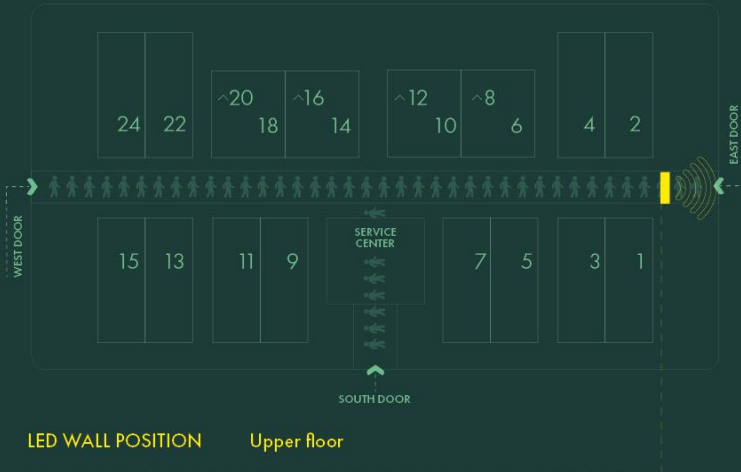 24 22
^20 ^16
18 14
^12 ^8
10 6
4 2
EAST DOOR
WEST DOOR
15 13
11 9
SERVICE
CENTER
7 5
3 1
SOUTH DOOR
LED WALL POSITION Upper floor